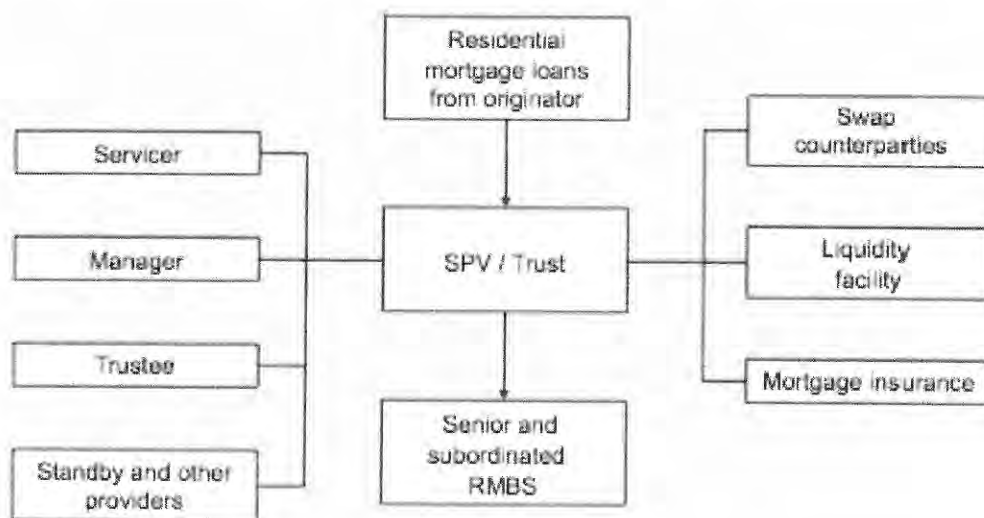 Residential
mortgage loans
from originator
Servicer
Manager
Trustee
Standby and other
providers
SPV / Trust
Senior and
subordinated
RMBS
Swap
counterparties
Liquidity
facility
Mortgage insurance